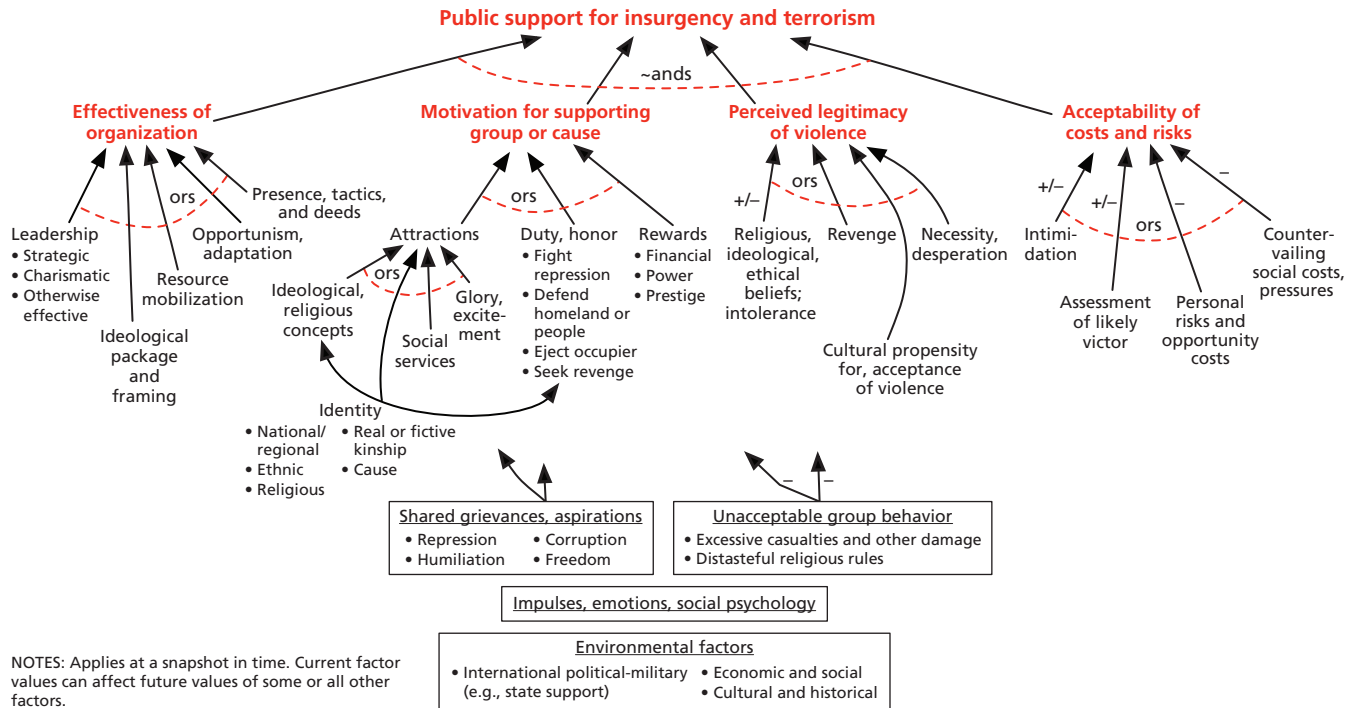 Public support for insurgency and terrorism
~ands
Effectiveness of
organization
Motivation for supporting
group or cause
Perceived legitimacy
of violence
Acceptability of
costs and risks
ors
Leadership
• Strategic
• Charismatic
• Otherwise
effective
Ideological
package
and
framing
Resource
mobilization
Opportunism,
adaptation
Presence, tactics,
and deeds
ors
Attractions
ors
Ideological,
religious
concepts
Social
services
Glory,
excite-
ment
Duty, honor
• Fight
repression
• Defend
homeland or
people
• Eject occupier
• Seek revenge
Rewards
• Financial
• Power
• Prestige
Identity
• National/
regional
• Ethnic
• Religious
• Real or fictive
kinship
• Cause
+/–
ors
Religious,
ideological,
ethical
beliefs;
intolerance
Revenge
Cultural propensity
for, acceptance
of violence
Necessity,
desperation
+/–
+/–
–
–
ors
Intimi-
dation
Assessment
of likely
victor
Personal
risks and
opportunity
costs
Counter-
vailing
social costs,
pressures
–
–
Shared grievances, aspirations
• Repression
• Humiliation
• Corruption
• Freedom
Unacceptable group behavior
• Excessive casualties and other damage
• Distasteful religious rules
Impulses, emotions, social psychology
Environmental factors
• International political-military
(e.g., state support)
• Economic and social
• Cultural and historical
NOTES: Applies at a snapshot in time. Current factor
values can affect future values of some or all other
factors.